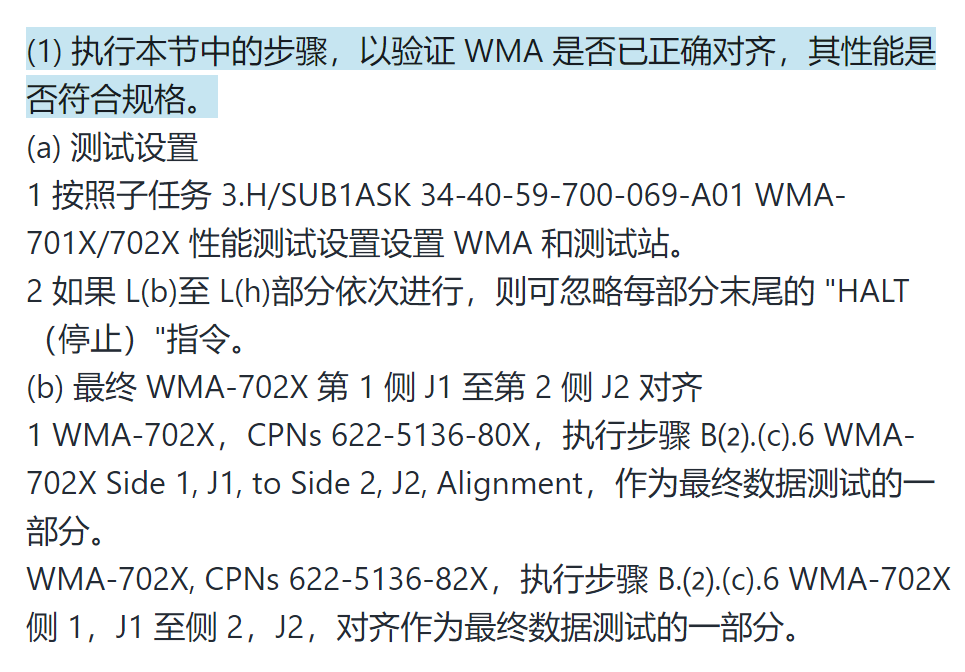 (1) 执行本节中的步骤，以验证 WMA 是否已正确对齐，其性能是
否符合规格。
(a) 测试设置
1 按照子任务 3.H/SUB1ASK 34-40-59-700-069-A01 WMA-
701X/702X 性能测试设置设置 WMA 和测试站。
2 如果 L(b)至 L(h)部分依次进行，则可忽略每部分末尾的 "HALT
（停止）"指令。
(b) 最终 WMA-702X 第 1 侧 J1 至第 2 侧 J2 对齐
1 WMA-702X，CPNs 622-5136-80X，执行步骤 B(2).(c).6 WMA-
702X Side 1, J1, to Side 2, J2, Alignment，作为最终数据测试的一
部分。
WMA-702X, CPNs 622-5136-82X，执行步骤 B.(2).(c).6 WMA-702X
侧 1，J1 至侧 2，J2，对齐作为最终数据测试的一部分。